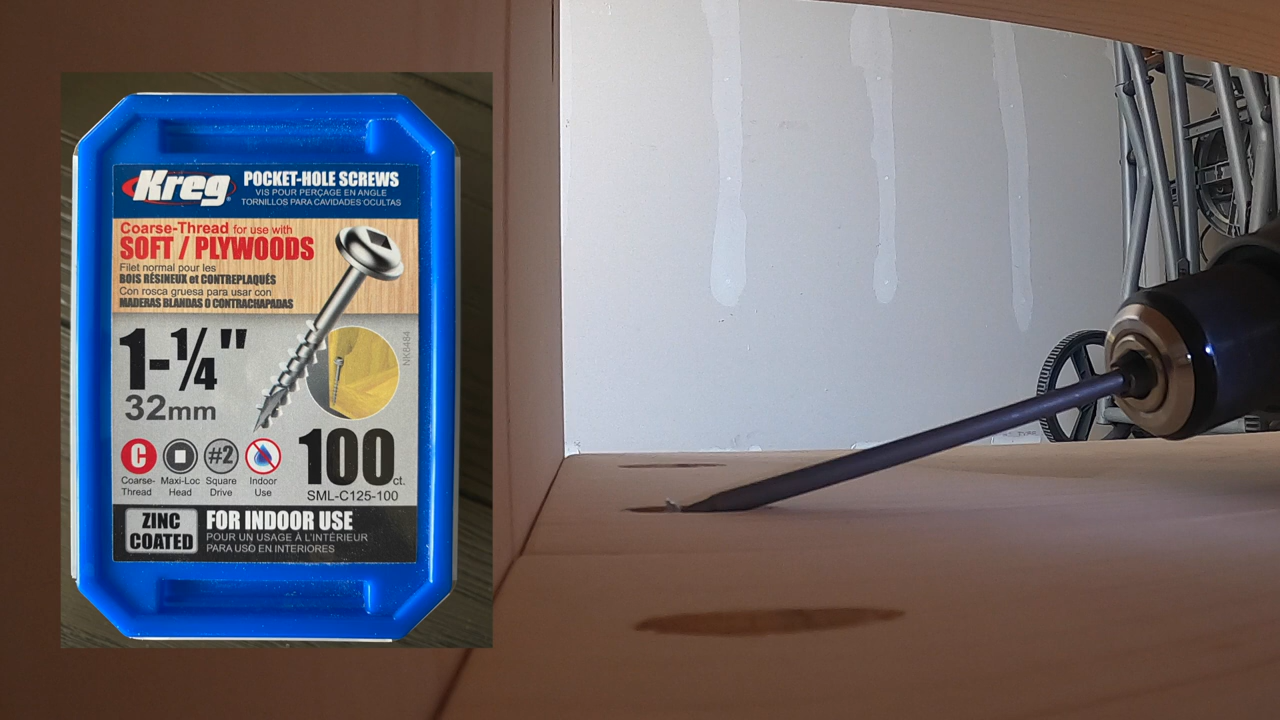 Kreg
POCKET-HOLE SCREWS
VIS POUR PERÇAGE EN ANGLE
TORNILLOS PARA CAVIDADES OCULTAS
Coarse-Thread for use with
SOFT / PLYWOODS
Filet normal pour les
BOIS RÉSINEUX et CONTREPLAQUÉS
Con rosca gruesa para usar con
MADERAS BLANDAS O CONTRACHAPADAS
1-¼"
32mm
NK6484
C
#2
Coarse-Thread
Maxi-Loc Head
Square Drive
Indoor Use
100 ct.
SML-C125-100
ZINC COATED
FOR INDOOR USE
POUR UN USAGE À L'INTÉRIEUR
PARA USO EN INTERIORES